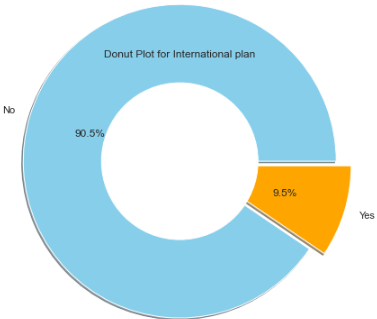 Donut Plot for International plan
No
90.5%
9.5%
Yes